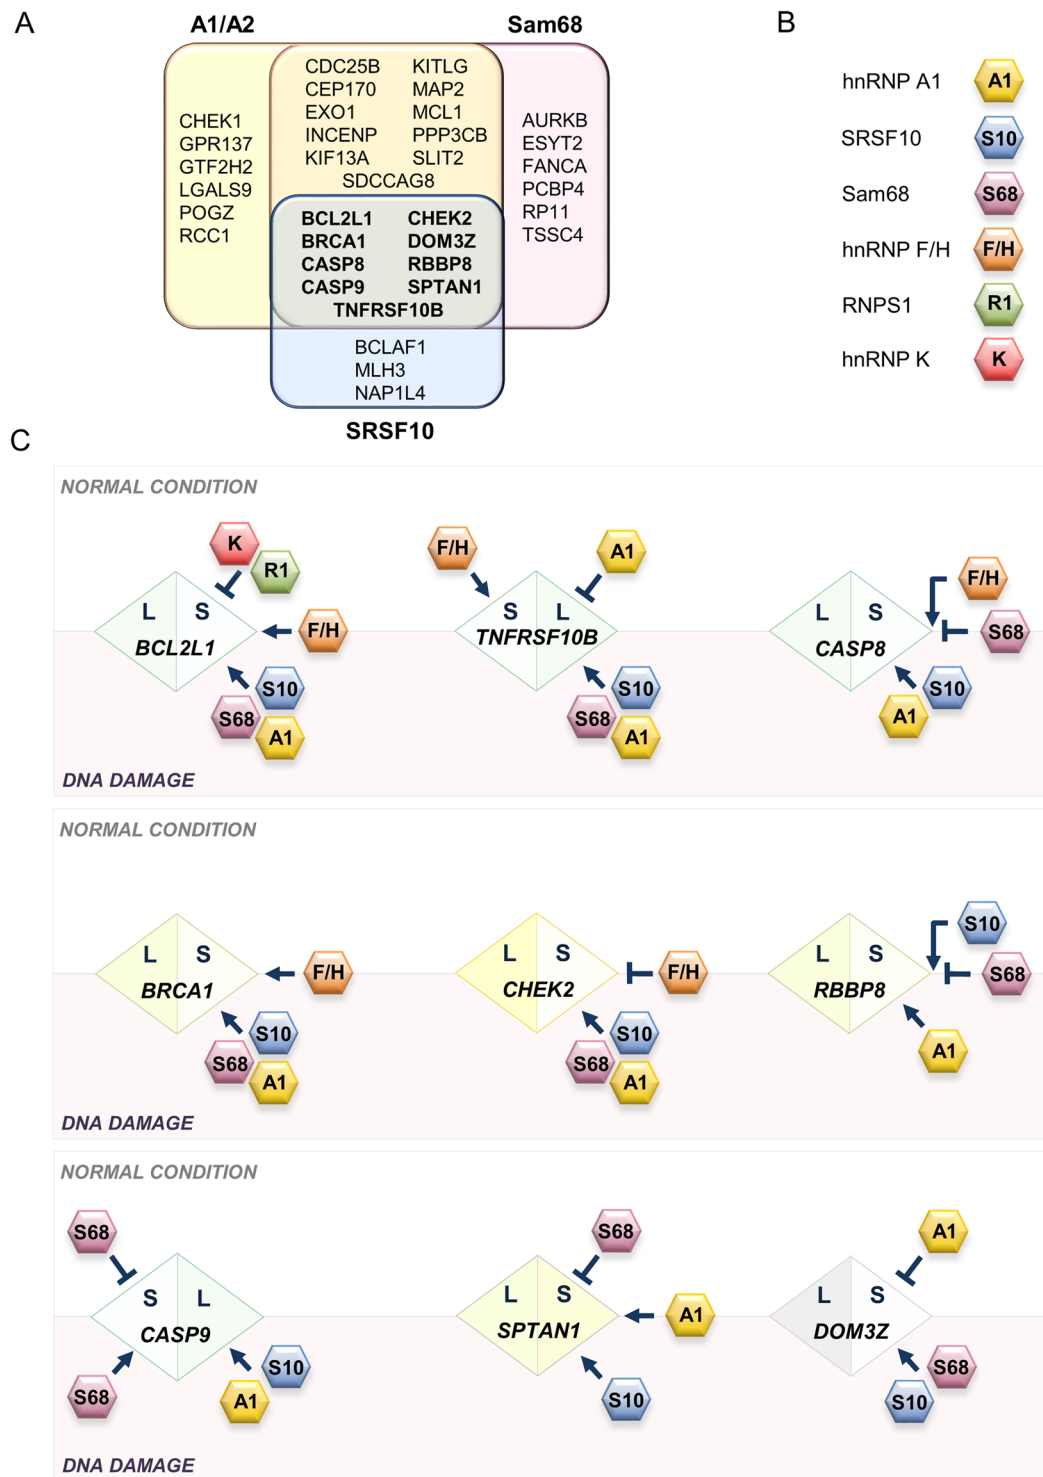 A
A1/A2
Sam68
CHEK1
GPR137
GTF2H2
LGALS9
POGZ
RCC1
CDC25B KITLG
CEP170 MAP2
EXO1 MCL1
INCENP PPP3CB
KIF13A SLIT2
SDCCAG8
AURKB
ESYT2
FANCA
PCBP4
RP11
TSSC4
BCL2L1 CHEK2
BRCA1 DOM3Z
CASP8 RBBP8
CASP9 SPTAN1
TNFRSF10B
BCLAF1
MLH3
NAP1L4
SRSF10
B
hnRNP A1 A1
SRSF10 S10
Sam68 S68
hnRNP F/H F/H
RNPS1 R1
hnRNP K K
C
NORMAL CONDITION
K
R1
L S
BCL2L1
F/H
S10
S68
A1
F/H
A1
S L
TNFRSF10B
S10
S68
A1
F/H
L S
CASP8
S68
S10
A1
DNA DAMAGE
NORMAL CONDITION
L S
BRCA1
F/H
S10
S68
A1
L S
CHEK2
F/H
S10
S68
A1
S10
L S
RBBP8
S68
A1
DNA DAMAGE
NORMAL CONDITION
S68
S L
CASP9
S68
S10
A1
S68
L S
SPTAN1
A1
S10
A1
L S
DOM3Z
S68
S10
DNA DAMAGE